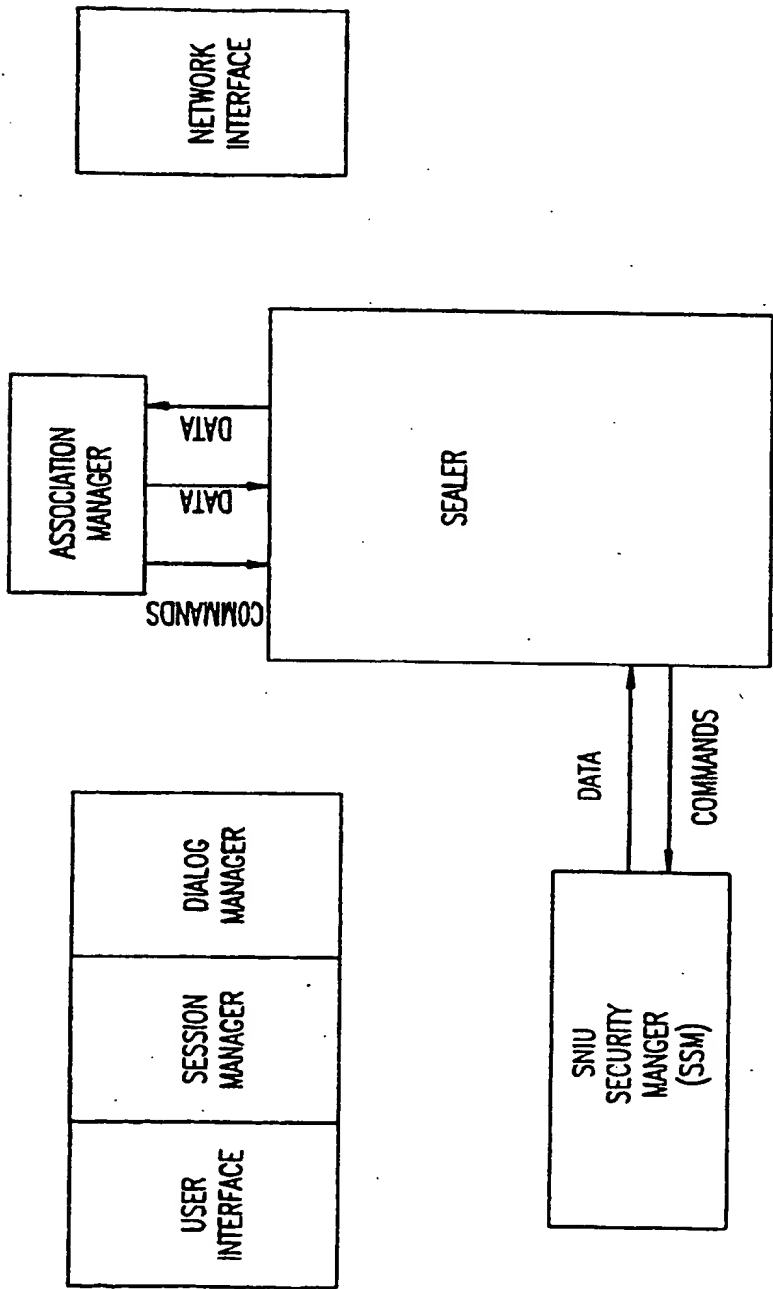 NETWORK
INTERFACE
ASSOCIATION
MANAGER
DATA
DATA
COMMANDS
SEALER
DIALOG
MANAGER
SESSION
MANAGER
USER
INTERFACE
DATA
COMMANDS
SNIU
SECURITY
MANGER
(SSM)